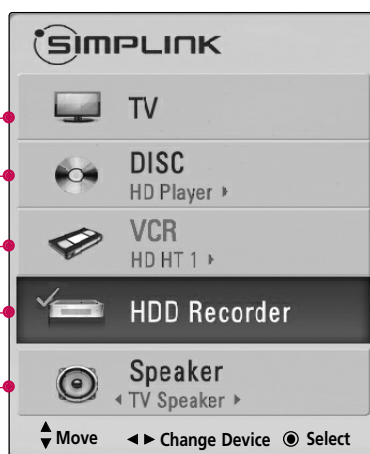 SIMPLINK
TV
DISC
HD Player ▶
VCR
HD HT 1 ▶
HDD Recorder
Speaker
◀ TV Speaker ▶
▲▼ Move ◀ ▶ Change Device ◉ Select